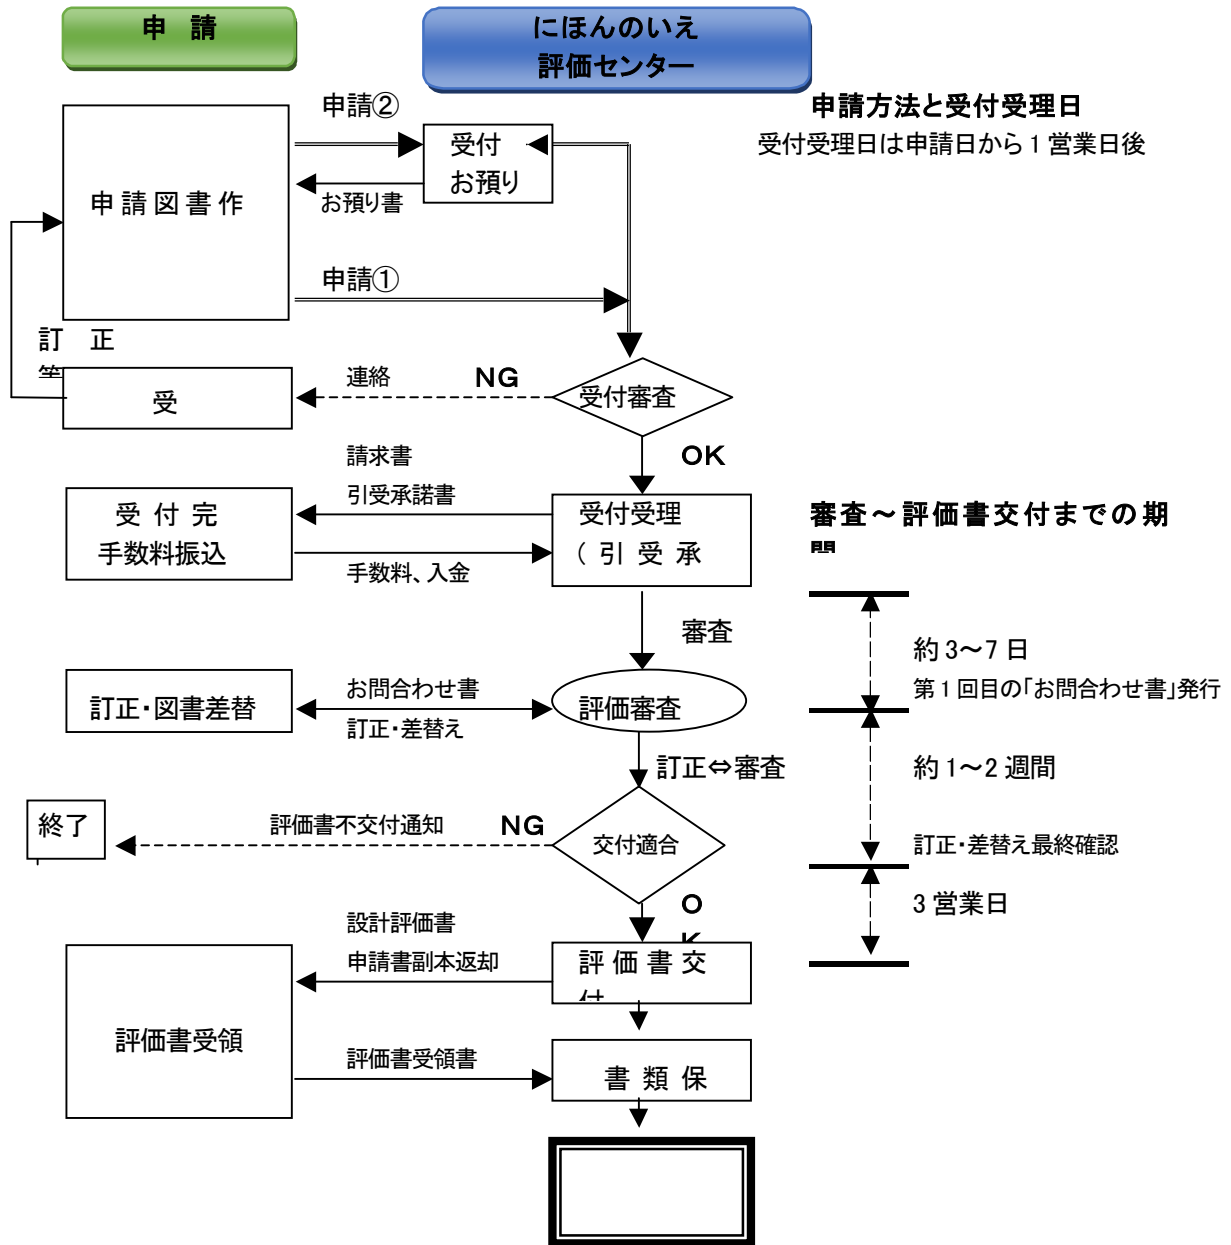 申 請
にほんのいえ
評価センター
申請方法と受付受理日
受付受理日は申請日から 1 営業日後
申請②
受付
お預り
お預り書
申請図書作
申請①
訂 正
連絡
NG
受付審査
受
OK
請求書
引受承諾書
受付完
手数料振込
受付受理
(引受承
手数料、入金
審査～評価書交付までの期
間
審査
約 3～7 日
第 1 回目の「お問合わせ書」発行
訂正・図書差替
お問合わせ書
訂正・差替え
評価審査
訂正⇔審査
約 1～2 週間
終了
評価書不交付通知
NG
交付適合
訂正・差替え最終確認
3 営業日
OK
設計評価書
申請書副本返却
評価書交
付
評価書受領
評価書受領書
書類保